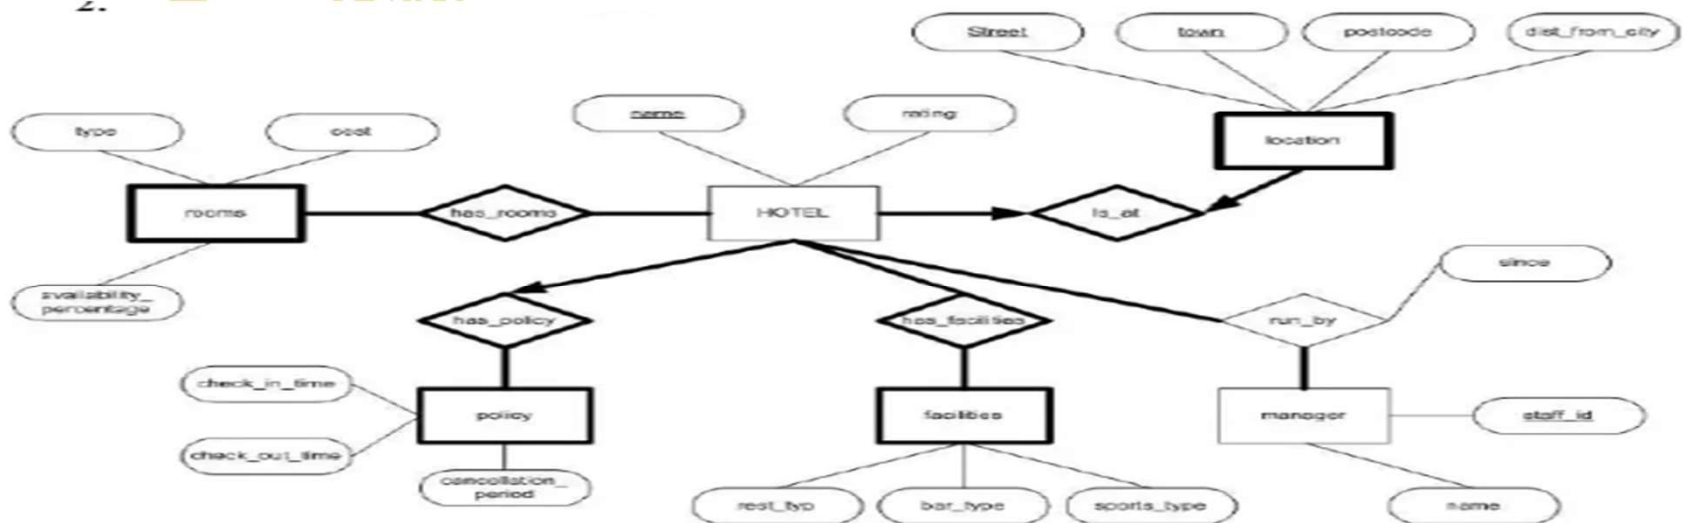 2.
Street
town
postcode
dist_from_city
type
cost
name
rating
location
rooms
has_rooms
HOTEL
Is_at
availability_
percentage
has_policy
has_facilities
run_by
since
check_in_time
policy
facilities
manager
staff_id
check_out_time
cancellation_
period
rest_typ
bar_type
sports_type
name